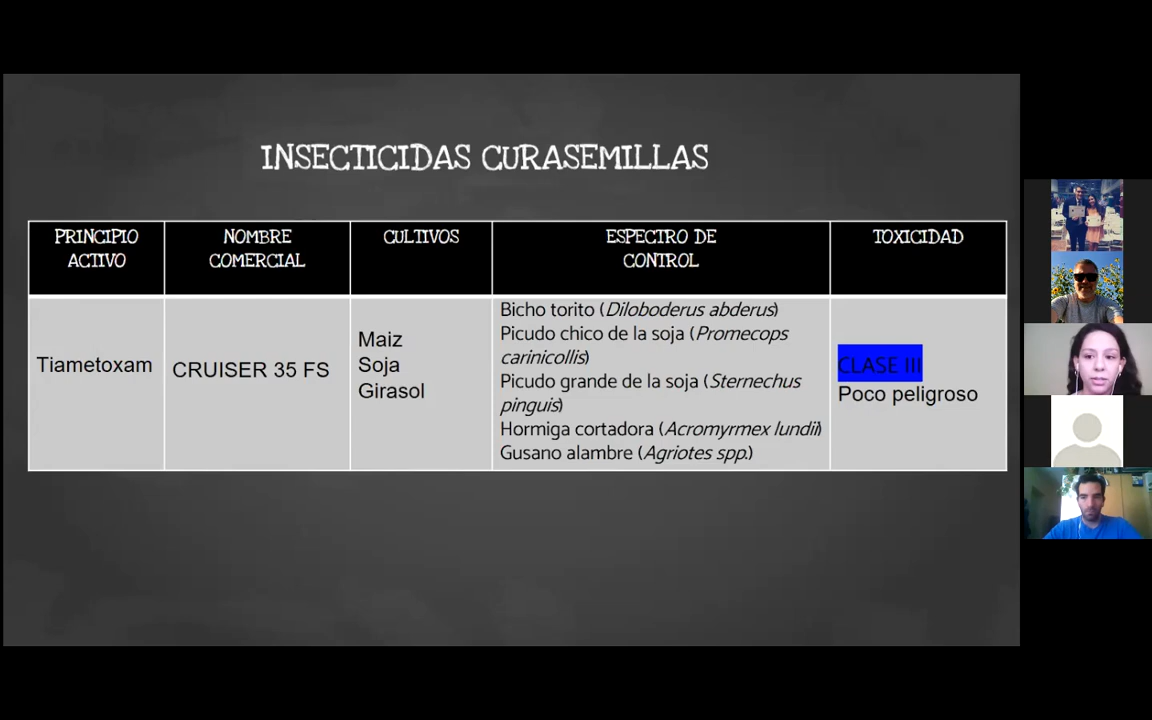 INSECTICIDAS CURASEMILLAS
PRINCIPIO
ACTIVO
NOMBRE
COMERCIAL
CULTIVOS
ESPECTRO DE
CONTROL
TOXICIDAD
Tiametoxam
CRUISER 35 FS
Maiz
Soja
Girasol
Bicho torito (Diloboderus abderus)
Picudo chico de la soja (Promecops
carinicollis)
Picudo grande de la soja (Sternechus
pinguis)
Hormiga cortadora (Acromyrmex lundii)
Gusano alambre (Agriotes spp.)
CLASE III
Poco peligroso